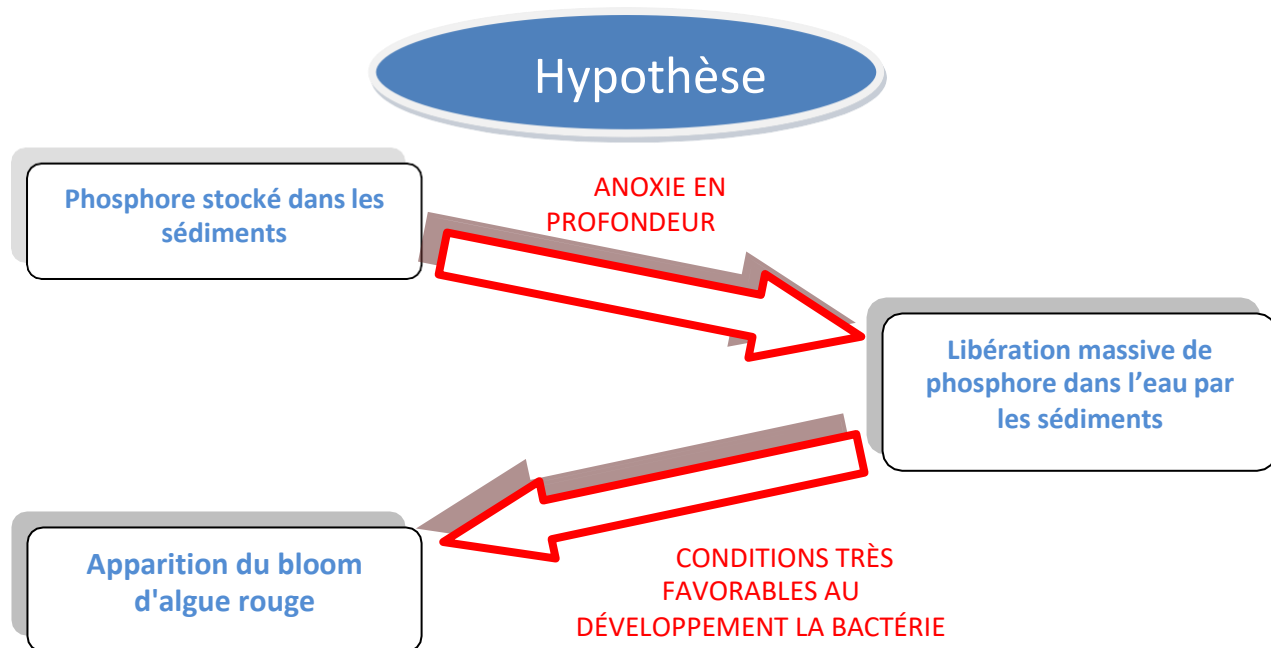 Hypothèse
Phosphore stocké dans les
sédiments
ANOXIE EN
PROFONDEUR
Libération massive de
phosphore dans l’eau par
les sédiments
Apparition du bloom
d'algue rouge
CONDITIONS TRÈS
FAVORABLES AU
DÉVELOPPEMENT LA BACTÉRIE